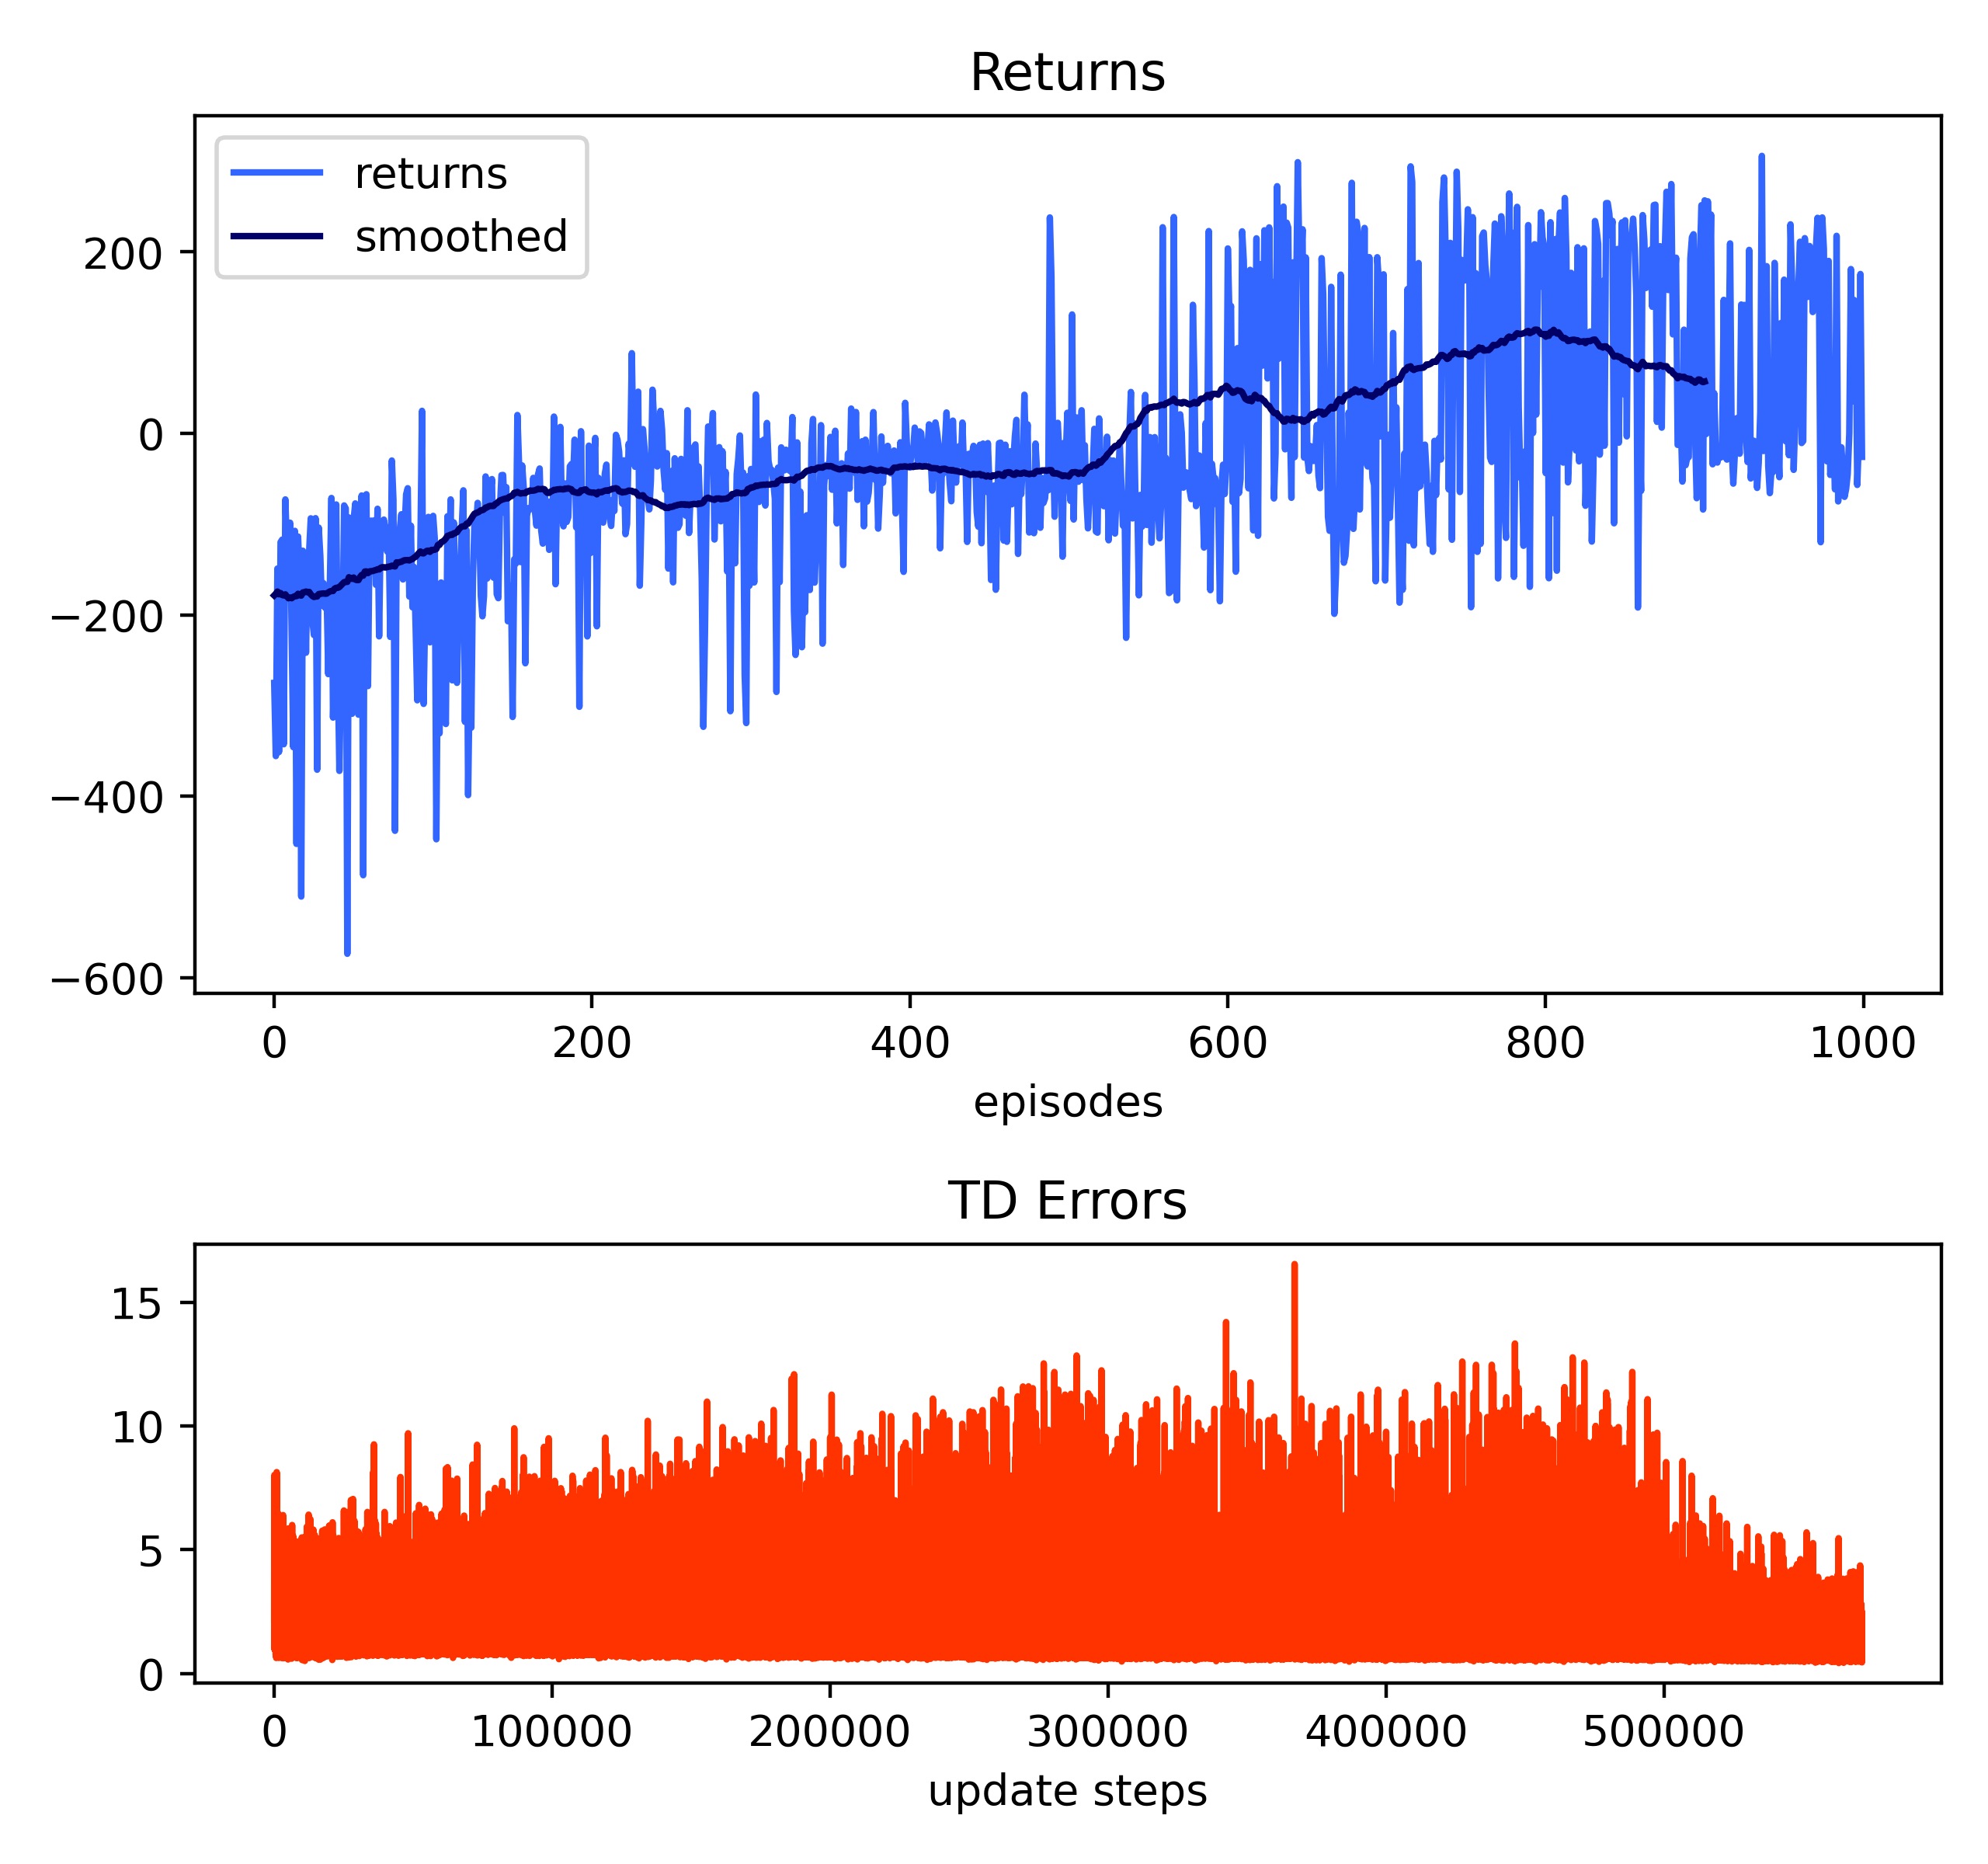 Returns
returns
smoothed
200
0
−200
−400
−600
0 200 400 600 800 1000
episodes
TD Errors
15
10
5
0
0 100000 200000 300000 400000 500000
update steps